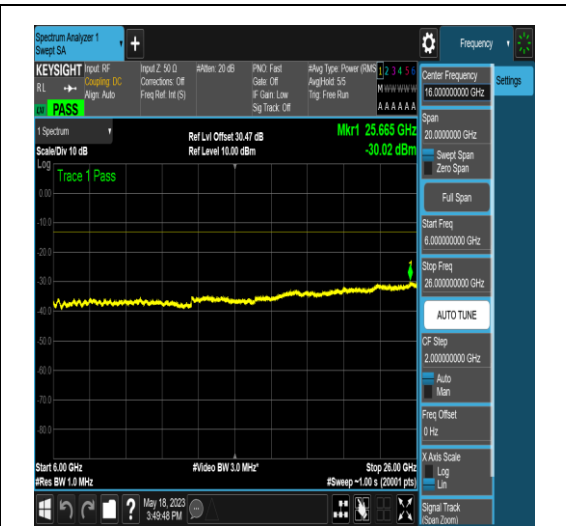 Spectrum Analyzer 1
Swept SA
+
Frequency
KEYSIGHT
RL
Input: RF
Coupling: DC
Align: Auto
Input Z: 50 Ω
Corrections: Off
Freq Ref: Int (S)
#Atten: 20 dB
PNO: Fast
Gate: Off
IF Gain: Low
Sig Track: Off
#Avg Type: Power (RMS
Avg|Hold: 5/5
Trig: Free Run
1 2 3 4 5 6
M W W W W W
A A A A A A
PASS
1 Spectrum
Scale/Div 10 dB
Ref Lvl Offset 30.47 dB
Ref Level 10.00 dBm
Mkr1 25.665 GHz
-30.02 dBm
Log
Trace 1 Pass
0.00
-10.0
-20.0
-30.0
-40.0
-50.0
-60.0
-70.0
-80.0
1
Start 6.00 GHz
#Res BW 1.0 MHz
#Video BW 3.0 MHz*
Stop 26.00 GHz
#Sweep ~1.00 s (20001 pts)
May 18, 2023
3:49:48 PM
?
Settings
Center Frequency
16.000000000 GHz
Span
20.0000000 GHz
Swept Span
Zero Span
Full Span
Start Freq
6.000000000 GHz
Stop Freq
26.000000000 GHz
AUTO TUNE
CF Step
2.000000000 GHz
Auto
Man
Freq Offset
0 Hz
X Axis Scale
Log
Lin
Signal Track
(Span Zoom)